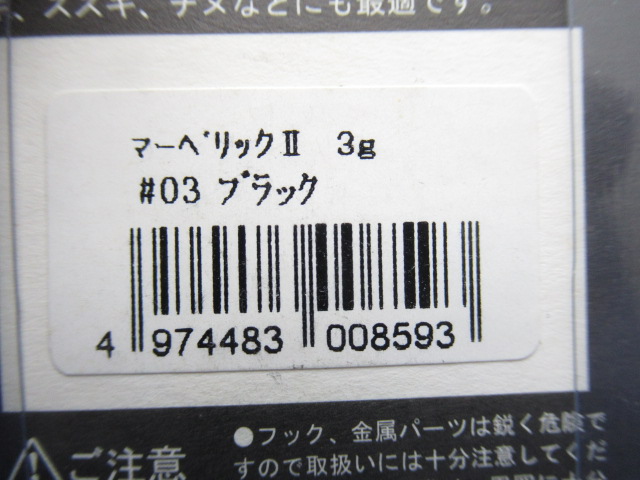 、スズキ、チヌなどにも最適です。
マーベリックⅡ 3g
#03 ブラック
4 974483 008593
ご注意
●フック、金属パーツは鋭く危険で
すので取扱いには十分注意してくだ